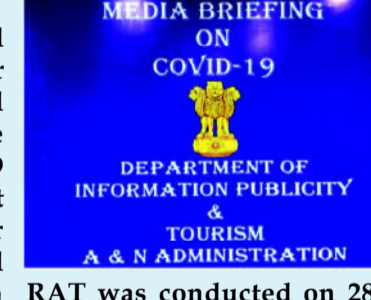 MEDIA BRIEFING
ON
COVID-19
DEPARTMENT OF
INFORMATION PUBLICITY
&
TOURISM
A & N ADMINISTRATION
RAT was conducted on 28